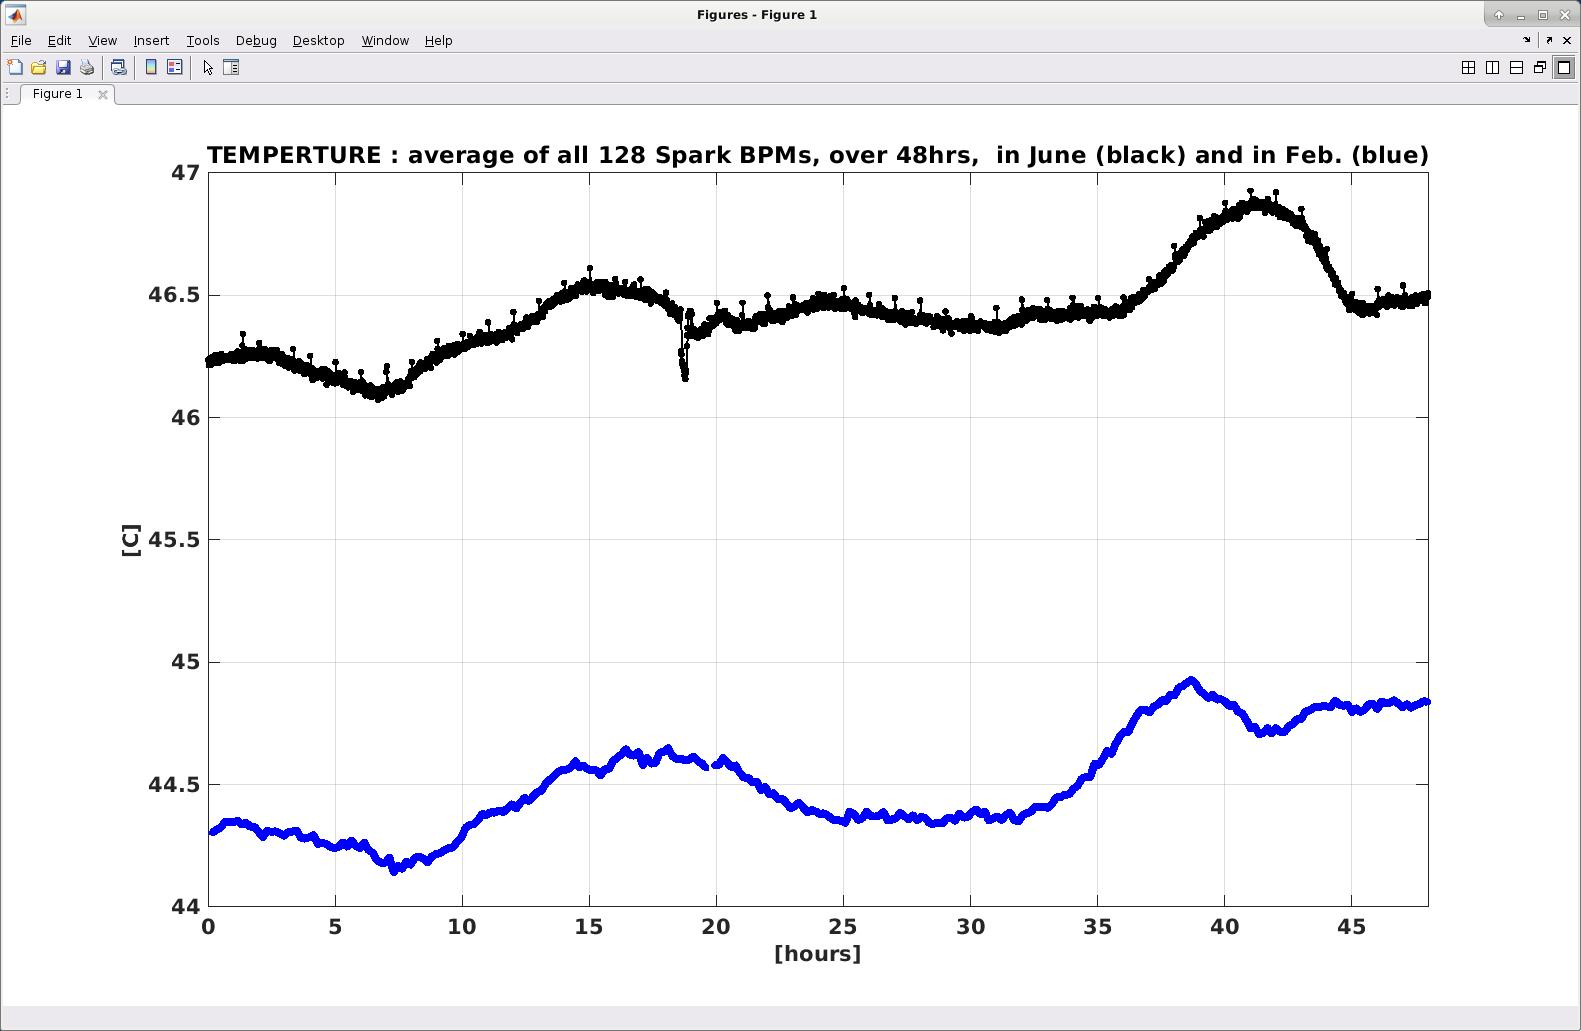 Figures - Figure 1
File Edit View Insert Tools Debug Desktop Window Help
Figure 1
TEMPERTURE : average of all 128 Spark BPMs, over 48hrs,  in June (black) and in Feb. (blue)
47
46.5
46
45.5
45
44.5
44
[C]
0 5 10 15 20 25 30 35 40 45
[hours]